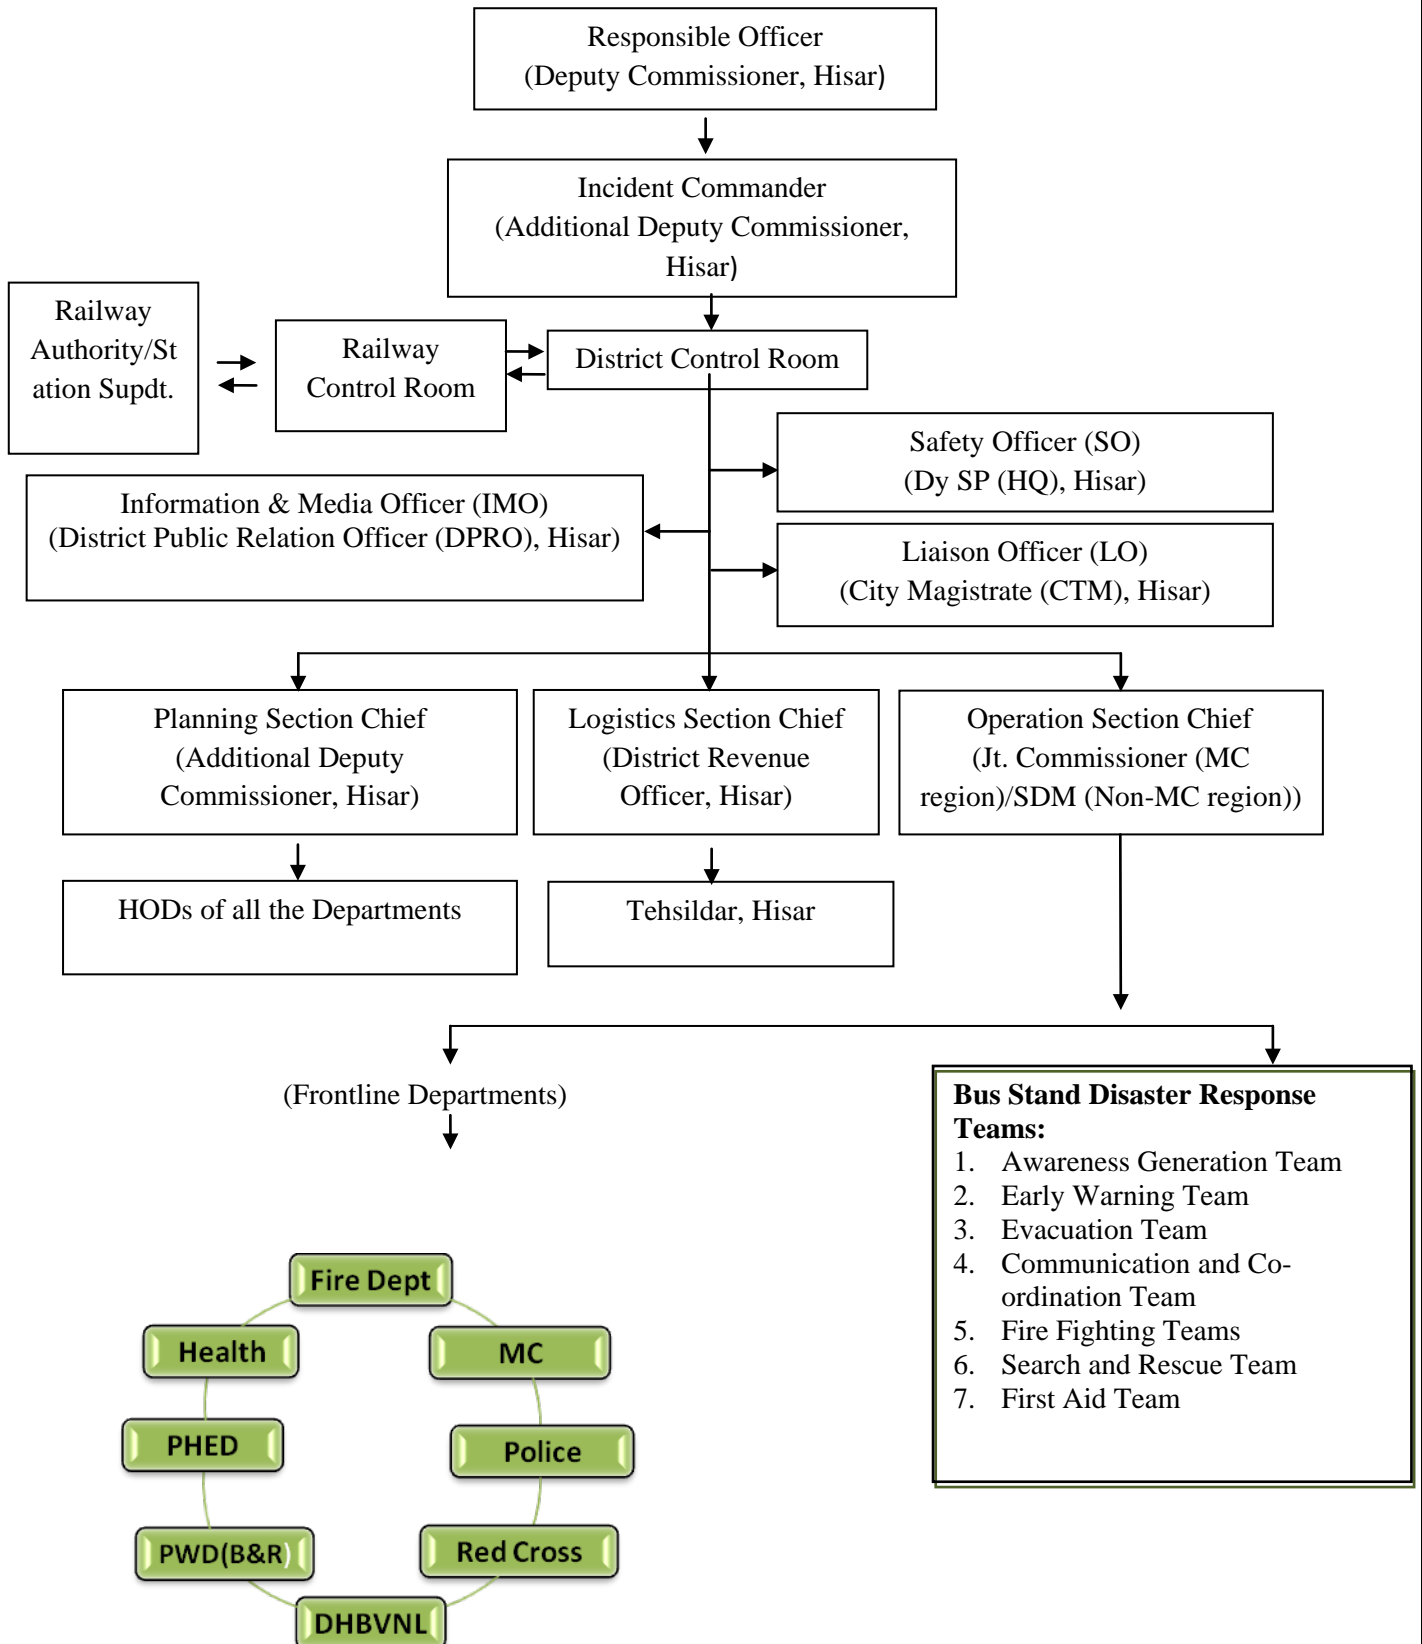 Responsible Officer
(Deputy Commissioner, Hisar)
Incident Commander
(Additional Deputy Commissioner,
Hisar)
Railway
Authority/St
ation Supdt.
Railway
Control Room
District Control Room
Safety Officer (SO)
(Dy SP (HQ), Hisar)
Information & Media Officer (IMO)
(District Public Relation Officer (DPRO), Hisar)
Liaison Officer (LO)
(City Magistrate (CTM), Hisar)
Planning Section Chief
(Additional Deputy
Commissioner, Hisar)
Logistics Section Chief
(District Revenue
Officer, Hisar)
Operation Section Chief
(Jt. Commissioner (MC
region)/SDM (Non-MC region))
HODs of all the Departments
Tehsildar, Hisar
(Frontline Departments)
Bus Stand Disaster Response
Teams:
1. Awareness Generation Team
2. Early Warning Team
3. Evacuation Team
4. Communication and Co-
ordination Team
5. Fire Fighting Teams
6. Search and Rescue Team
7. First Aid Team
Fire Dept
Health
MC
PHED
Police
PWD(B&R)
Red Cross
DHBVNL